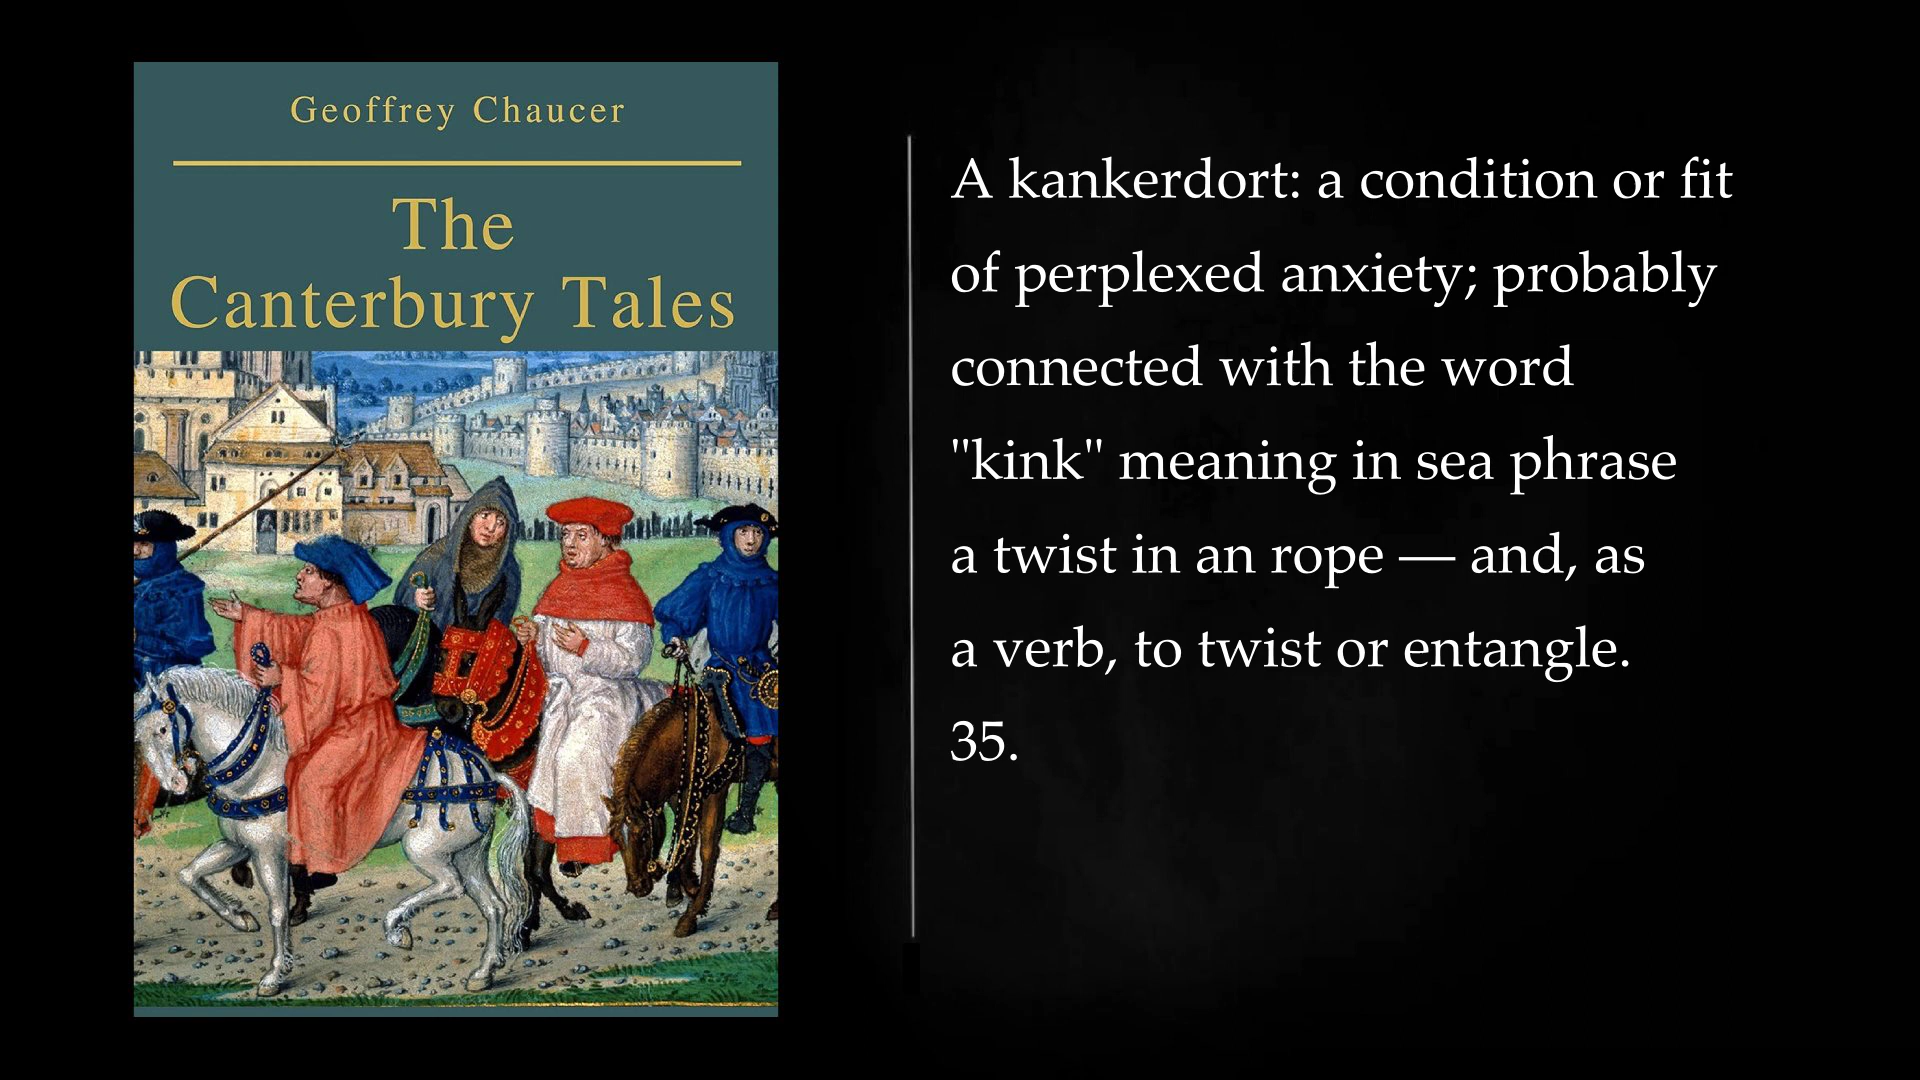 Geoffrey Chaucer
The
Canterbury Tales
A kankerdort: a condition or fit
of perplexed anxiety; probably
connected with the word
"kink" meaning in sea phrase
a twist in an rope — and, as
a verb, to twist or entangle.
35.